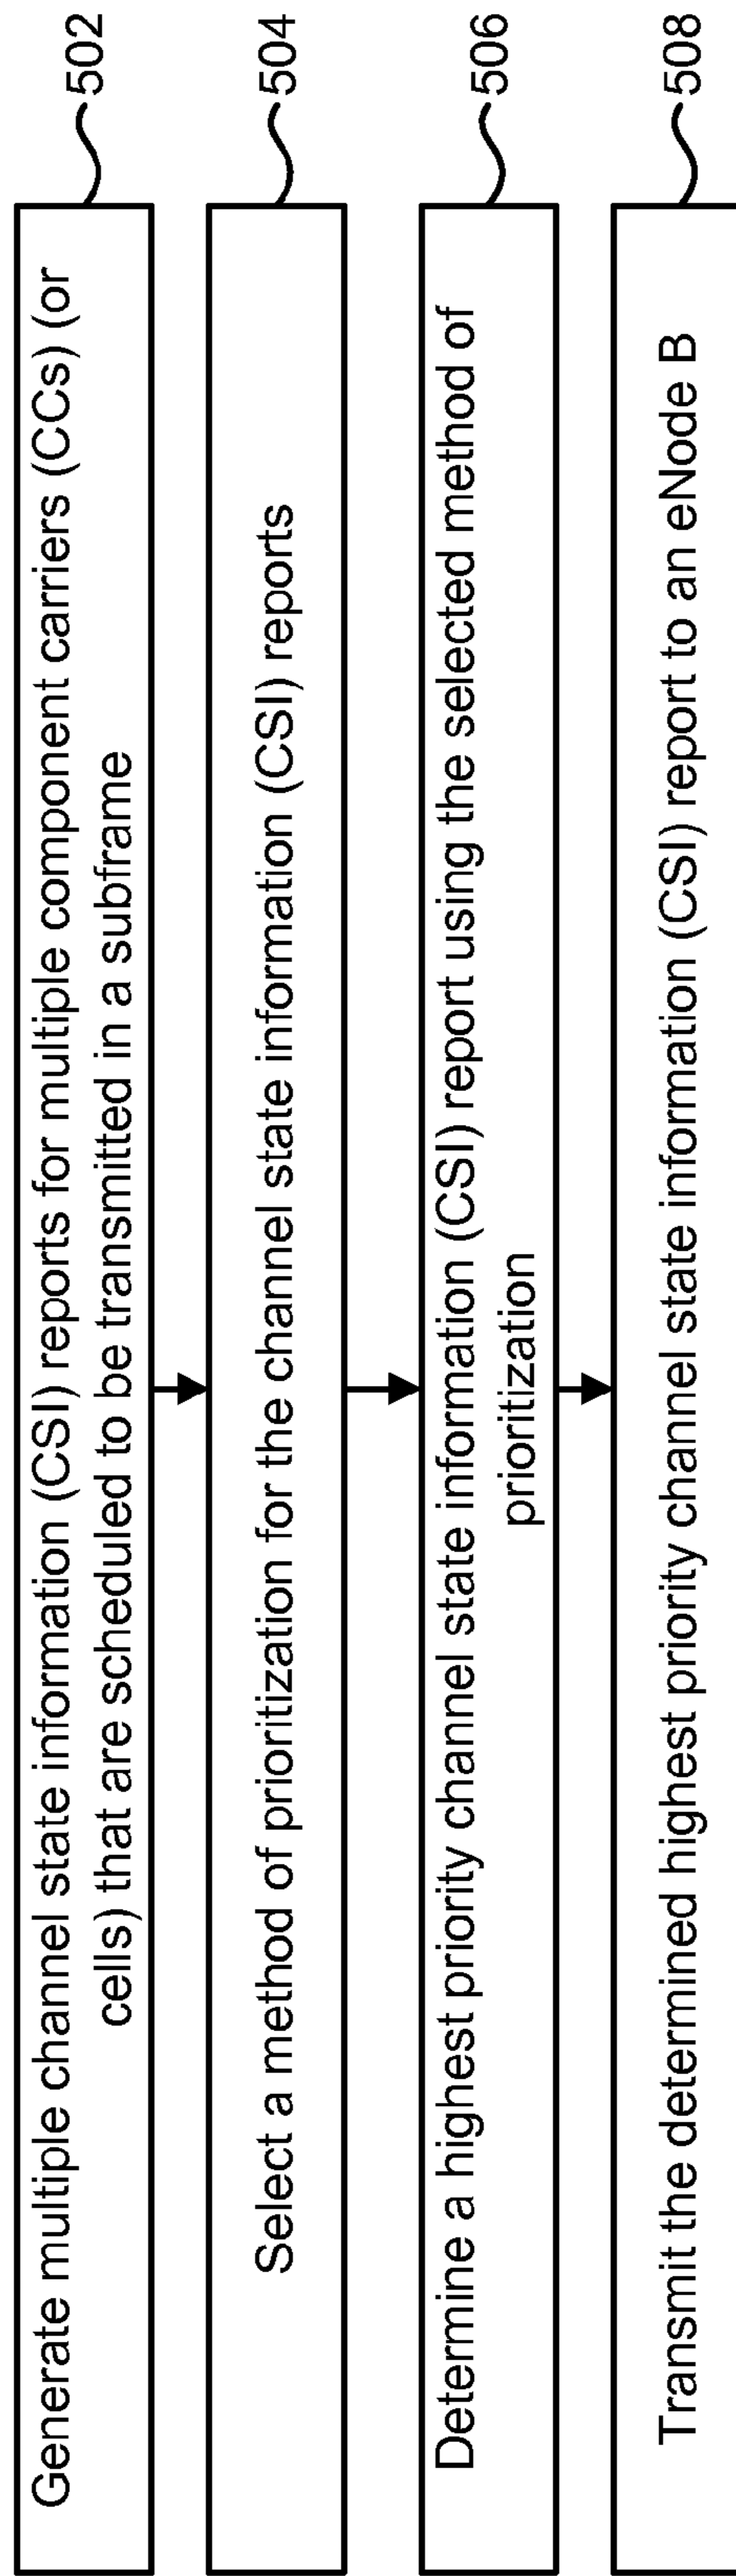 Generate multiple channel state information (CSI) reports for multiple component carriers (CCs) (or
cells) that are scheduled to be transmitted in a subframe
502
Select a method of prioritization for the channel state information (CSI) reports
504
Determine a highest priority channel state information (CSI) report using the selected method of
prioritization
506
Transmit the determined highest priority channel state information (CSI) report to an eNode B
508